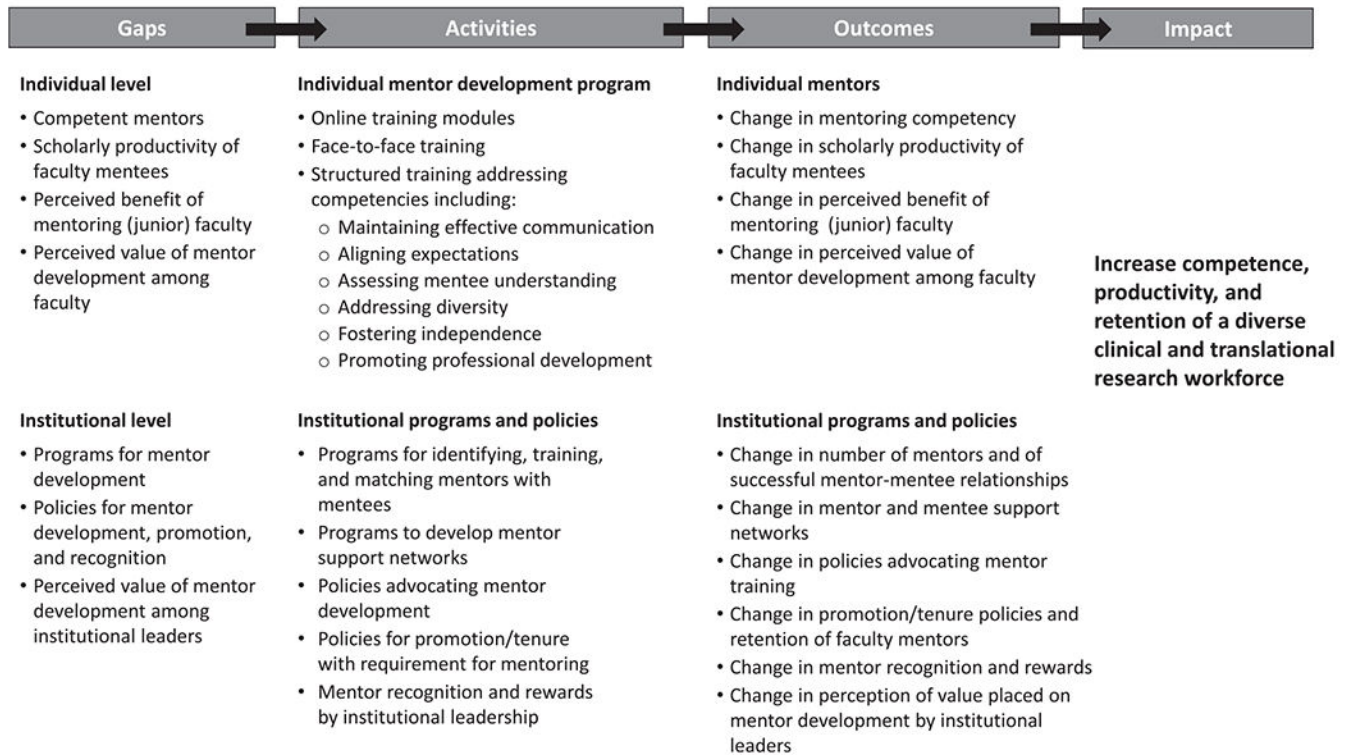 Gaps
Activities
Outcomes
Impact
Individual level
• Competent mentors
• Scholarly productivity of
faculty mentees
• Perceived benefit of
mentoring (junior) faculty
• Perceived value of mentor
development among
faculty
Individual mentor development program
• Online training modules
• Face-to-face training
• Structured training addressing
competencies including:
o Maintaining effective communication
o Aligning expectations
o Assessing mentee understanding
o Addressing diversity
o Fostering independence
o Promoting professional development
Individual mentors
• Change in mentoring competency
• Change in scholarly productivity of
faculty mentees
• Change in perceived benefit of
mentoring (junior) faculty
• Change in perceived value of
mentor development among faculty
Increase competence,
productivity, and
retention of a diverse
clinical and translational
research workforce
Institutional level
• Programs for mentor
development
• Policies for mentor
development, promotion,
and recognition
• Perceived value of mentor
development among
institutional leaders
Institutional programs and policies
• Programs for identifying, training,
and matching mentors with
mentees
• Programs to develop mentor
support networks
• Policies advocating mentor
development
• Policies for promotion/tenure
with requirement for mentoring
• Mentor recognition and rewards
by institutional leadership
Institutional programs and policies
• Change in number of mentors and of
successful mentor-mentee relationships
• Change in mentor and mentee support
networks
• Change in policies advocating mentor
training
• Change in promotion/tenure policies and
retention of faculty mentors
• Change in mentor recognition and rewards
• Change in perception of value placed on
mentor development by institutional
leaders